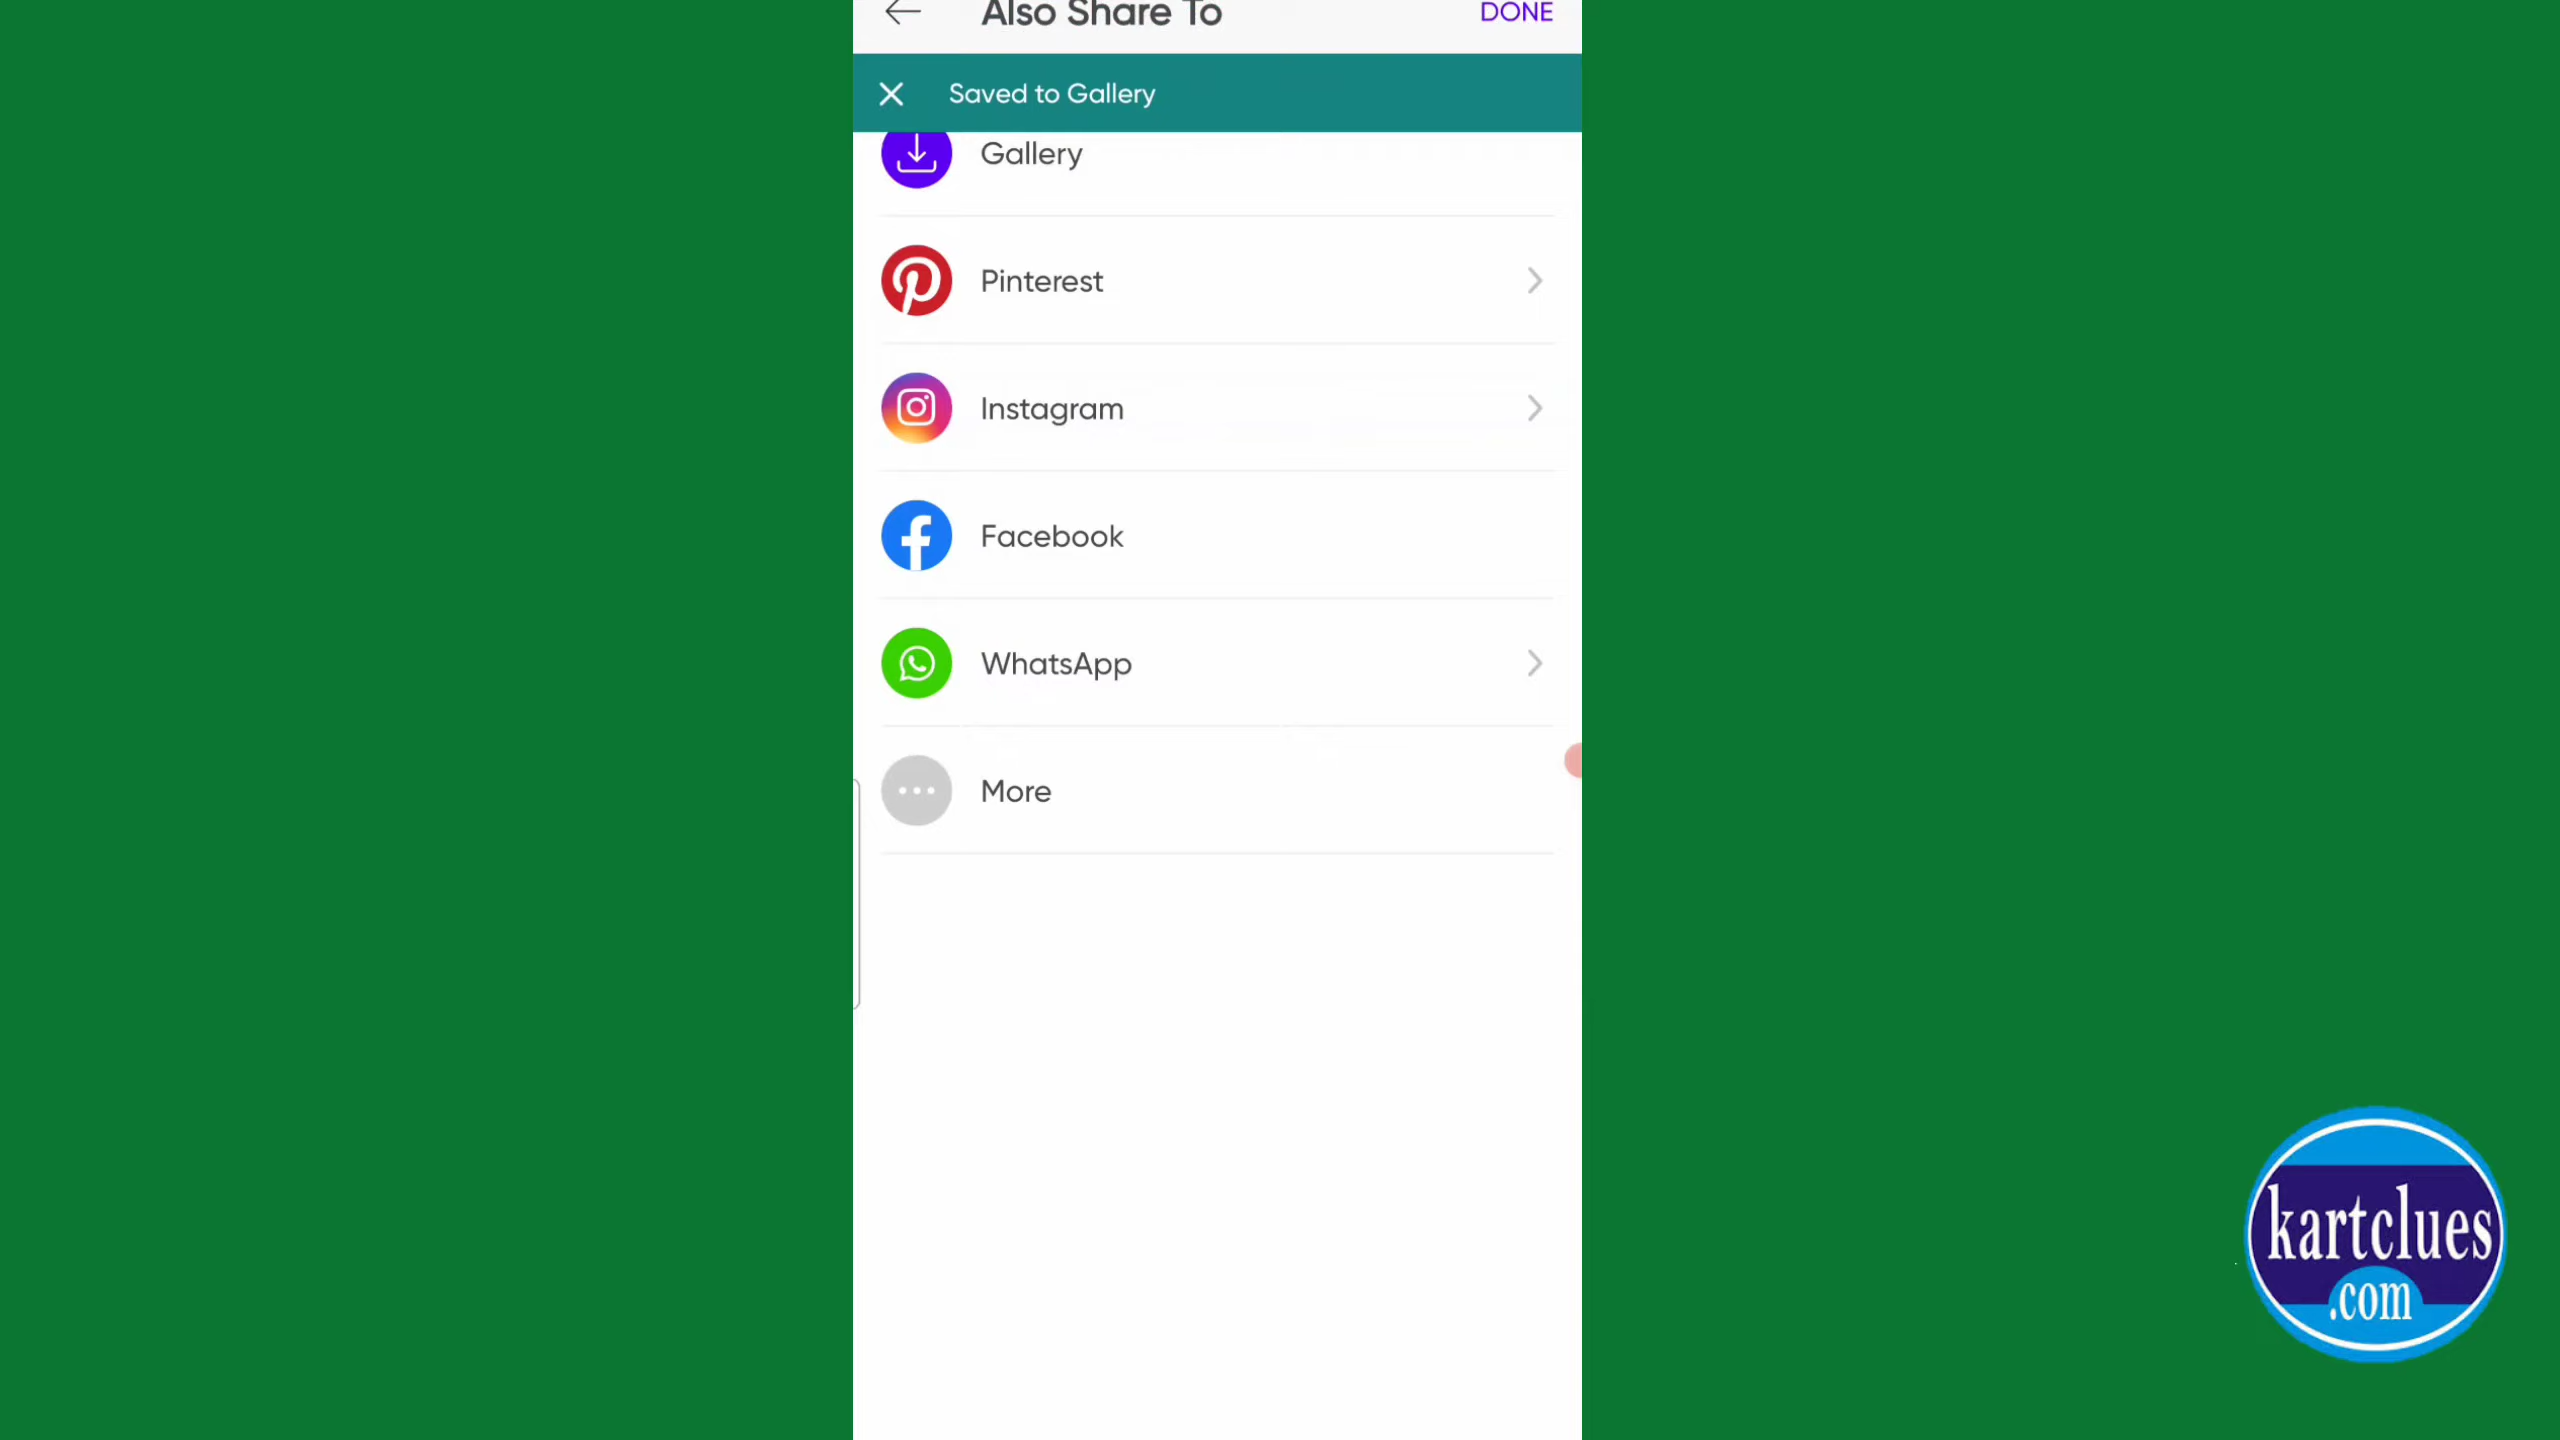 Also Share To
DONE
Saved to Gallery
Gallery
Pinterest
Instagram
Facebook
WhatsApp
More
kartclues
.com